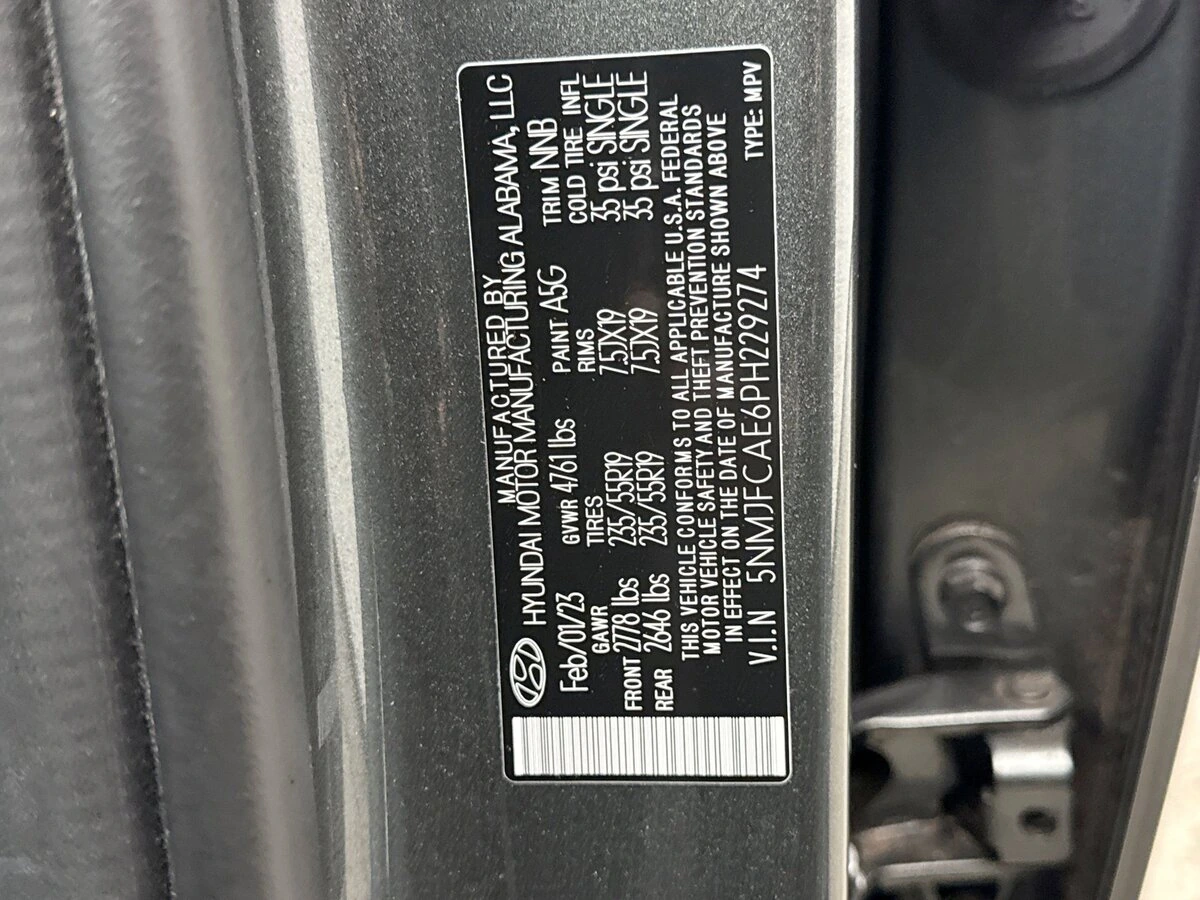 MANUFACTURED BY
HYUNDAI MOTOR MANUFACTURING ALABAMA, LLC
Feb/01/23 GVWR 4761 lbs PAINT A5G TRIM NNB
GAWR TIRES RIMS COLD TIRE INFL
FRONT 2778 lbs 235/55R19 7.5JX19 35 psi SINGLE
REAR 2646 lbs 235/55R19 7.5JX19 35 psi SINGLE
THIS VEHICLE CONFORMS TO ALL APPLICABLE U.S.A. FEDERAL
MOTOR VEHICLE SAFETY AND THEFT PREVENTION STANDARDS
IN EFFECT ON THE DATE OF MANUFACTURE SHOWN ABOVE
V.I.N 5NMJFCAE6PH229274 TYPE: MPV